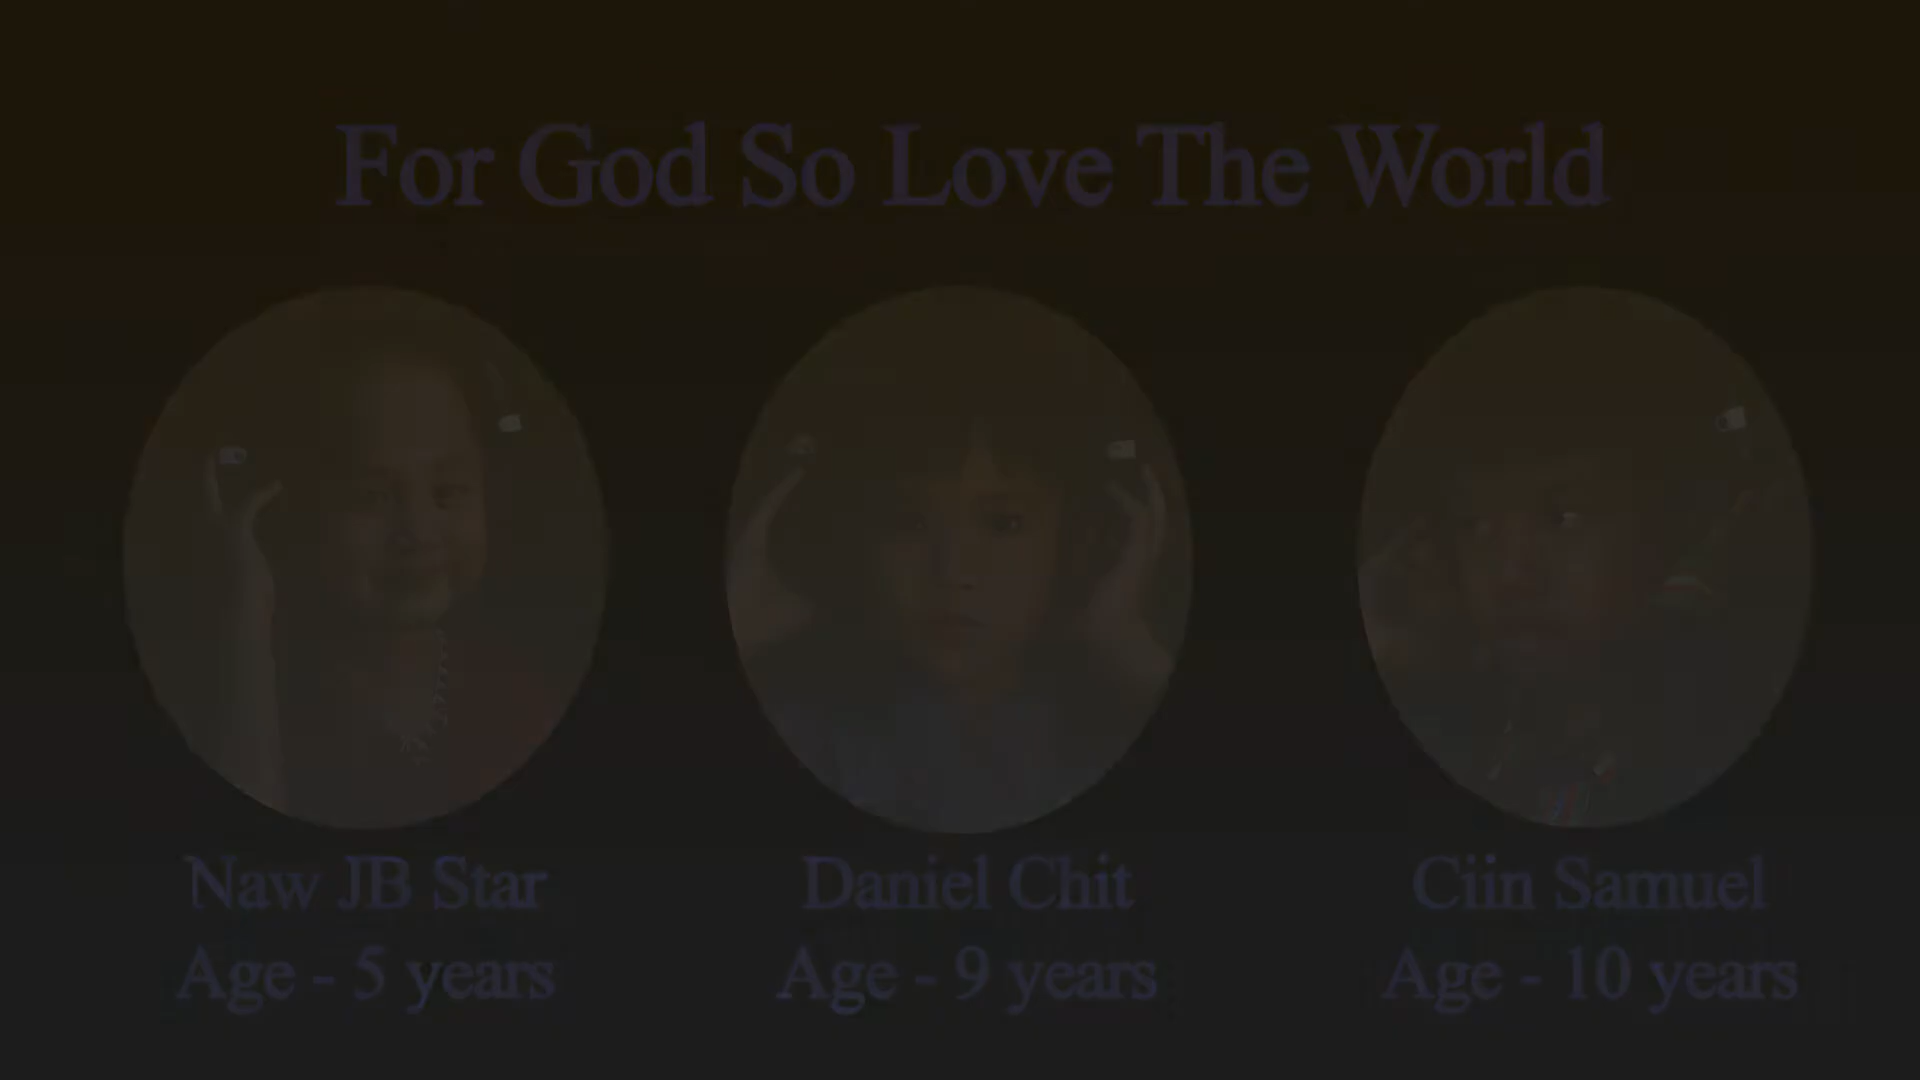 For God So Love The World
Naw JB Star
Daniel Chit
Ciin Samuel
Age - 5 years
Age - 9 years
Age - 10 years